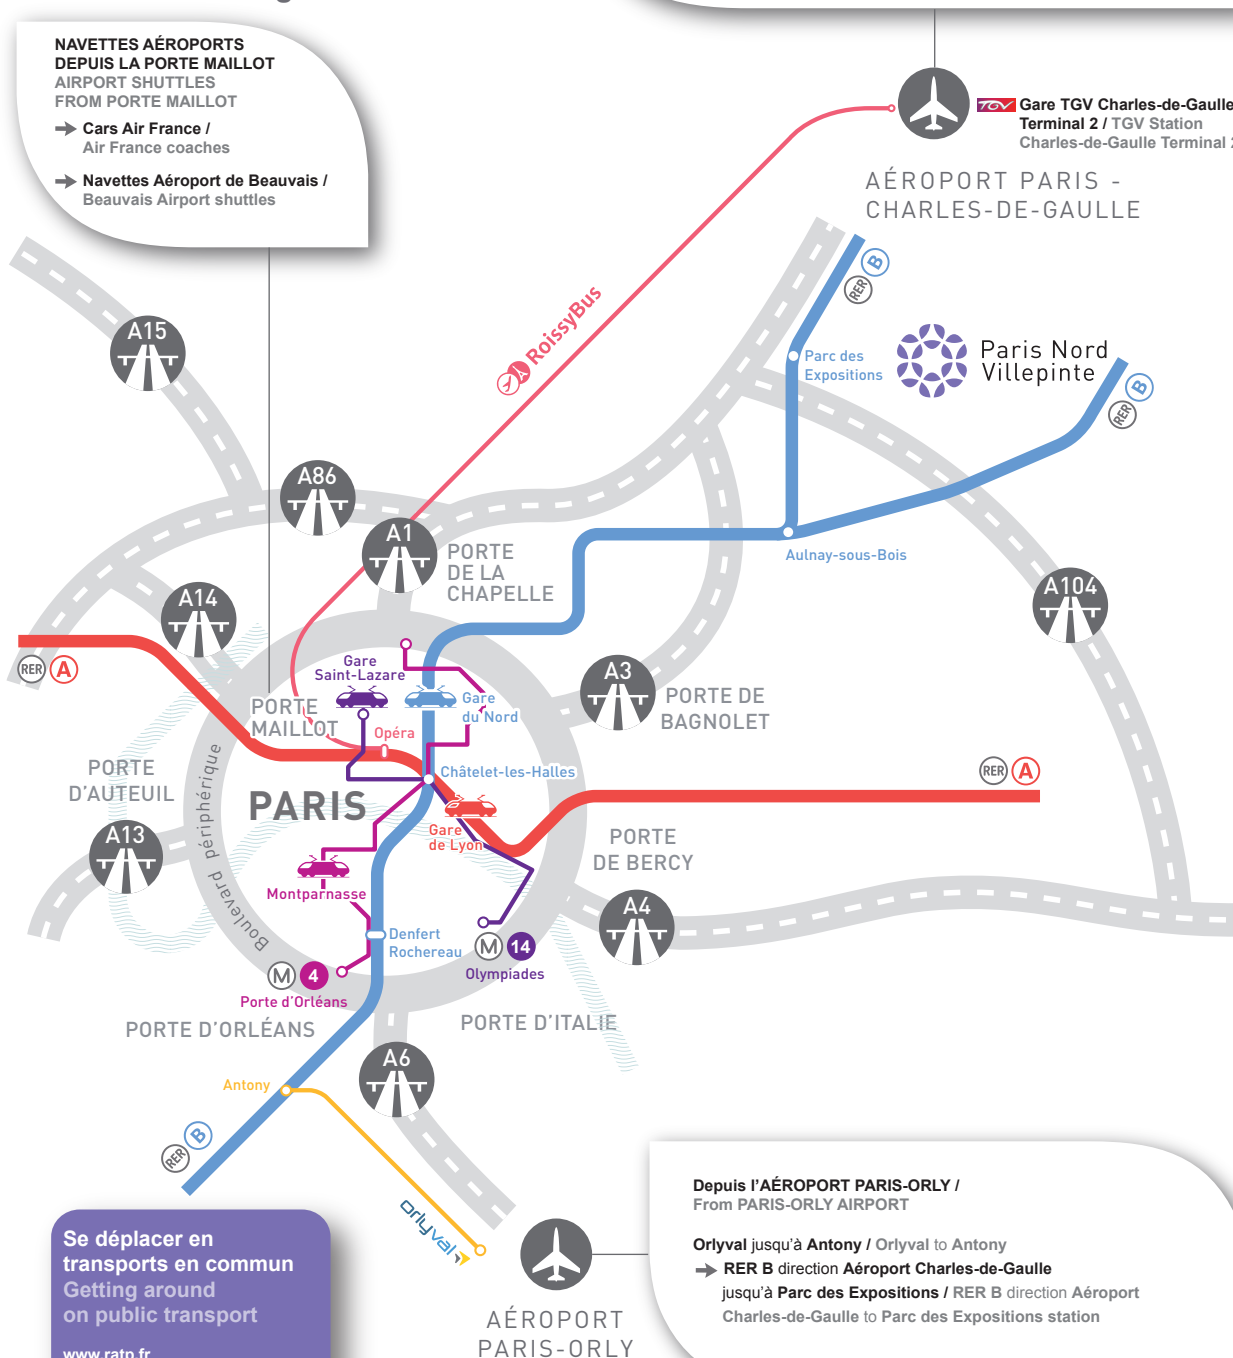 NAVETTES AÉROPORTS
DEPUIS LA PORTE MAILLOT
AIRPORT SHUTTLES
FROM PORTE MAILLOT
Cars Air France /
Air France coaches
Navettes Aéroport de Beauvais /
Beauvais Airport shuttles
TGV Gare TGV Charles-de-Gaulle
Terminal 2 / TGV Station
Charles-de-Gaulle Terminal 2
AÉROPORT PARIS -
CHARLES-DE-GAULLE
RER B
RoissyBus
Parc des
Expositions
Paris Nord
Villepinte
RER B
A15
A86
A1
PORTE
DE LA
CHAPELLE
Aulnay-sous-Bois
A14
A104
RER A
Gare
Saint-Lazare
Gare
du Nord
A3
PORTE DE
BAGNOLET
PORTE
MAILLOT
Opéra
Châtelet-les-Halles
RER A
PORTE
D'AUTEUIL
Boulevard périphérique
PARIS
Gare
de Lyon
A13
PORTE
DE BERCY
Montparnasse
A4
Denfert
Rochereau
M 14
Olympiades
M 4
Porte d'Orléans
PORTE D'ORLÉANS
PORTE D'ITALIE
A6
Antony
RER B
orlyval
AÉROPORT
PARIS-ORLY
Depuis l'AÉROPORT PARIS-ORLY /
From PARIS-ORLY AIRPORT
Orlyval jusqu'à Antony / Orlyval to Antony
RER B direction Aéroport Charles-de-Gaulle
jusqu'à Parc des Expositions / RER B direction Aéroport
Charles-de-Gaulle to Parc des Expositions station
Se déplacer en
transports en commun
Getting around
on public transport
www.ratp.fr